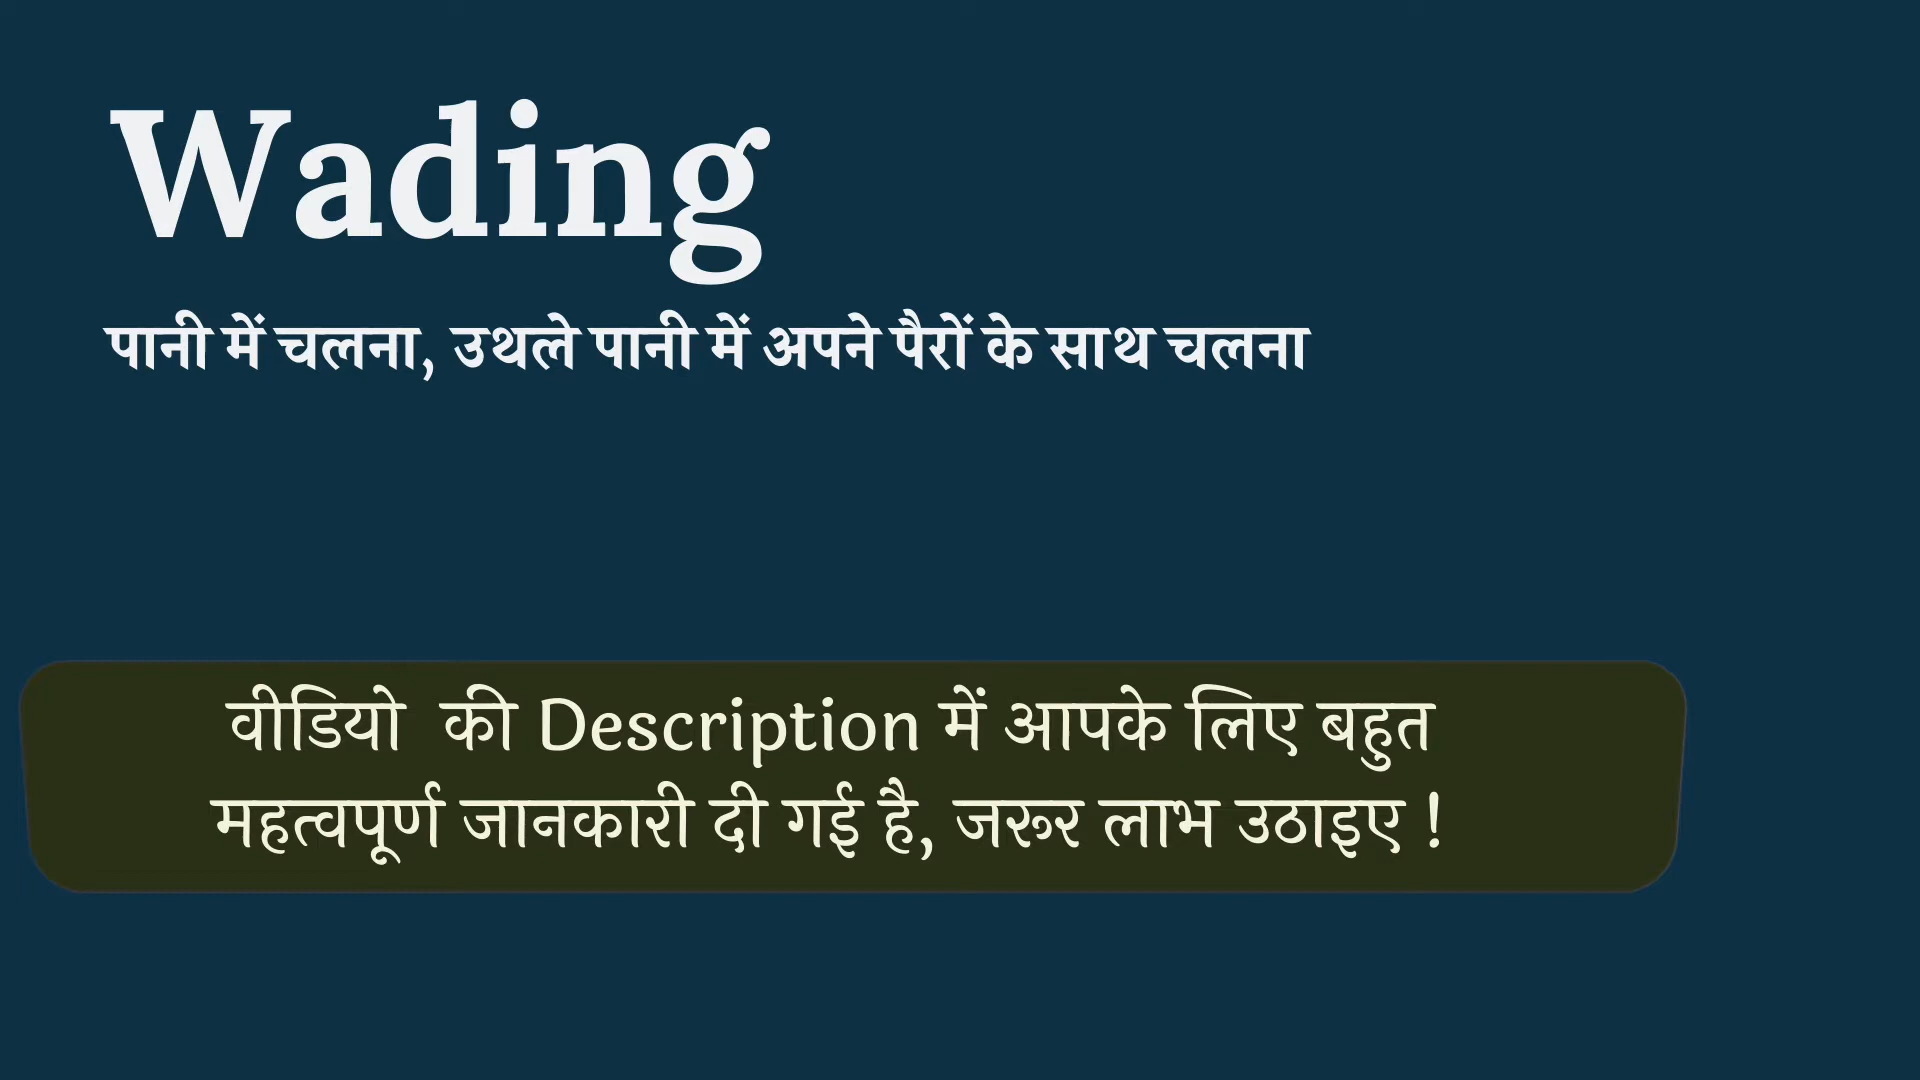 Wading
पानी में चलना, उथले पानी में अपने पैरों के साथ चलना
वीडियो की Description में आपके लिए बहुत
महत्वपूर्ण जानकारी दी गई है, जरूर लाभ उठाइए !